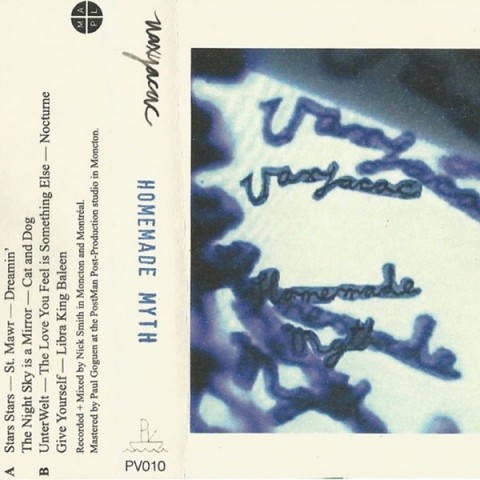 A Stars Stars — St. Mawr — Dreamin'
The Night Sky is a Mirror — Cat and Dog
B UnterWelt — The Love You Feel is Something Else — Nocturne
Give Yourself — Libra King Baleen
Recorded + Mixed by Nick Smith in Moncton and Montréal.
Mastered by Paul Goguen at the PostMan Post-Production studio in Moncton.
M A P L
HOMEMADE MYTH
PV010
Homemade
Myth